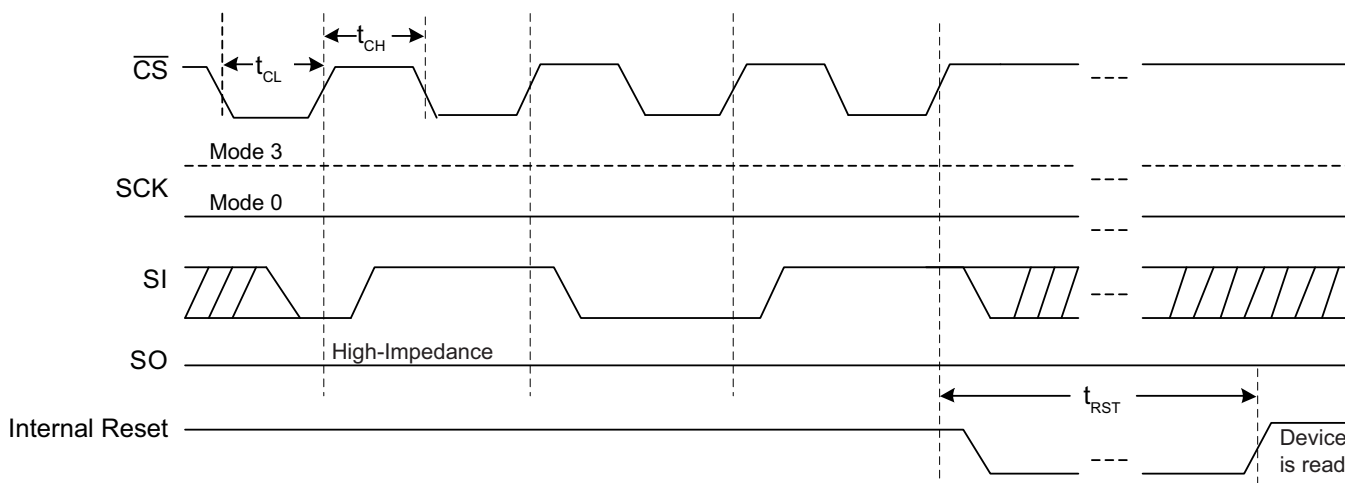 t_CH
CS
t_CL
Mode 3
SCK
Mode 0
SI
High-Impedance
SO
t_RST
Internal Reset
Device
is read